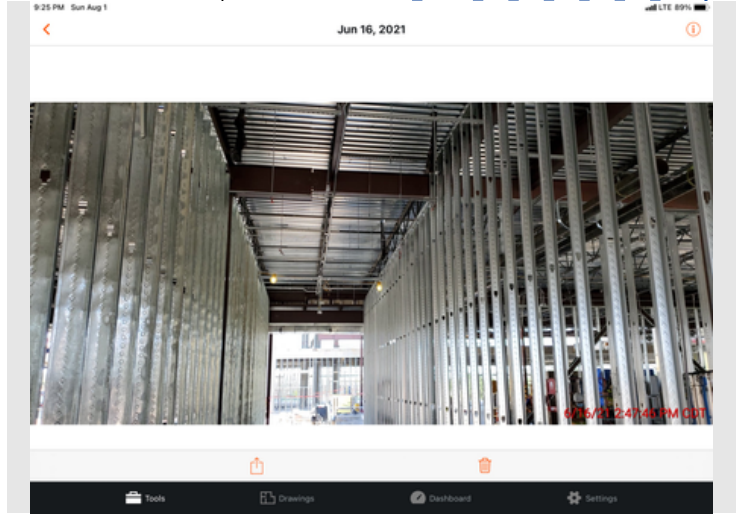 9:25 PM Sun Aug 1
LTE 89%
Jun 16, 2021
6/16/21 2:47:46 PM CDT
Tools
Drawings
Dashboard
Settings